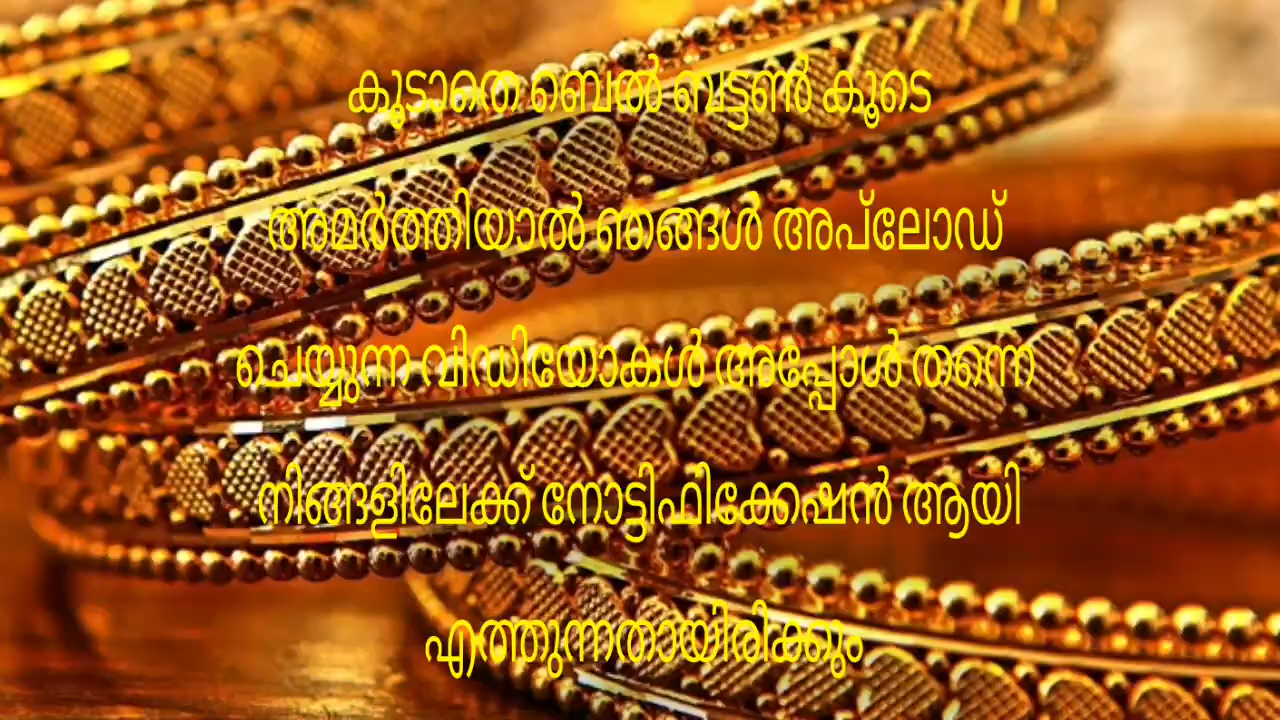 കൂടാതെ ബെൽ ബട്ടൺ കൂടെ
അമർത്തിയാൽ ഞങ്ങൾ അപ്ലോഡ്
ചെയ്യുന്ന വിഡിയോകൾ അപ്പോൾ തന്നെ
നിങ്ങളിലേക്ക് നോട്ടിഫിക്കേഷൻ ആയി
എത്തുന്നതായിരിക്കും